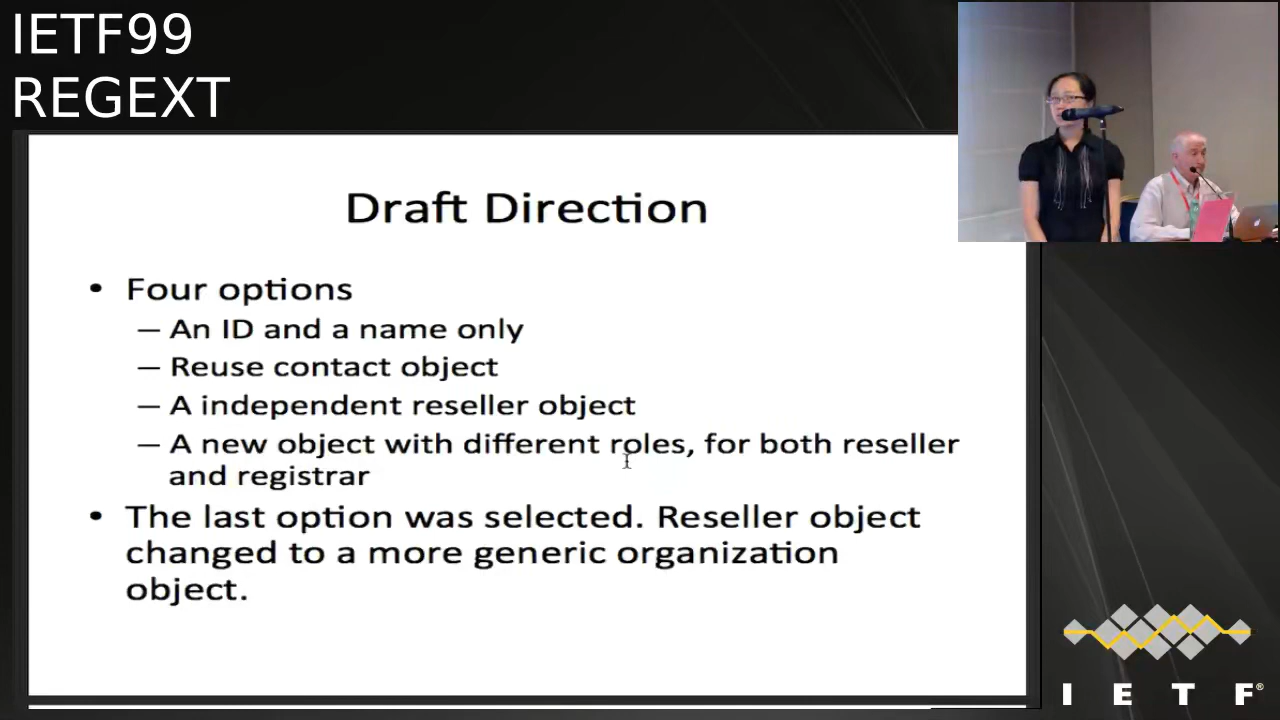 IETF99
REGEXT
Draft Direction
• Four options
– An ID and a name only
– Reuse contact object
– A independent reseller object
– A new object with different roles, for both reseller
and registrar
• The last option was selected. Reseller object
changed to a more generic organization
object.
I E T F®